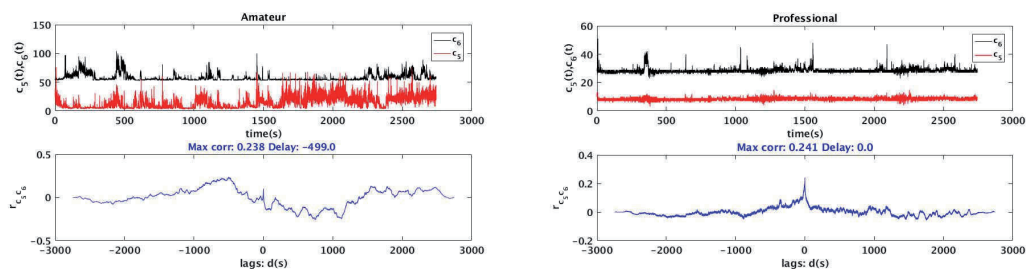 Amateur
150
100
50
0
c5(t),c6(t)
c6
c5
0 500 1000 1500 2000 2500 3000
time(s)
Max corr: 0.238 Delay: -499.0
0.5
0
-0.5
r c5 c6
-3000 -2000 -1000 0 1000 2000 3000
lags: d(s)
Professional
60
40
20
0
c5(t),c6(t)
c6
c5
0 500 1000 1500 2000 2500 3000
time(s)
Max corr: 0.241 Delay: 0.0
0.4
0.2
0
-0.2
r c5 c6
-3000 -2000 -1000 0 1000 2000 3000
lags: d(s)